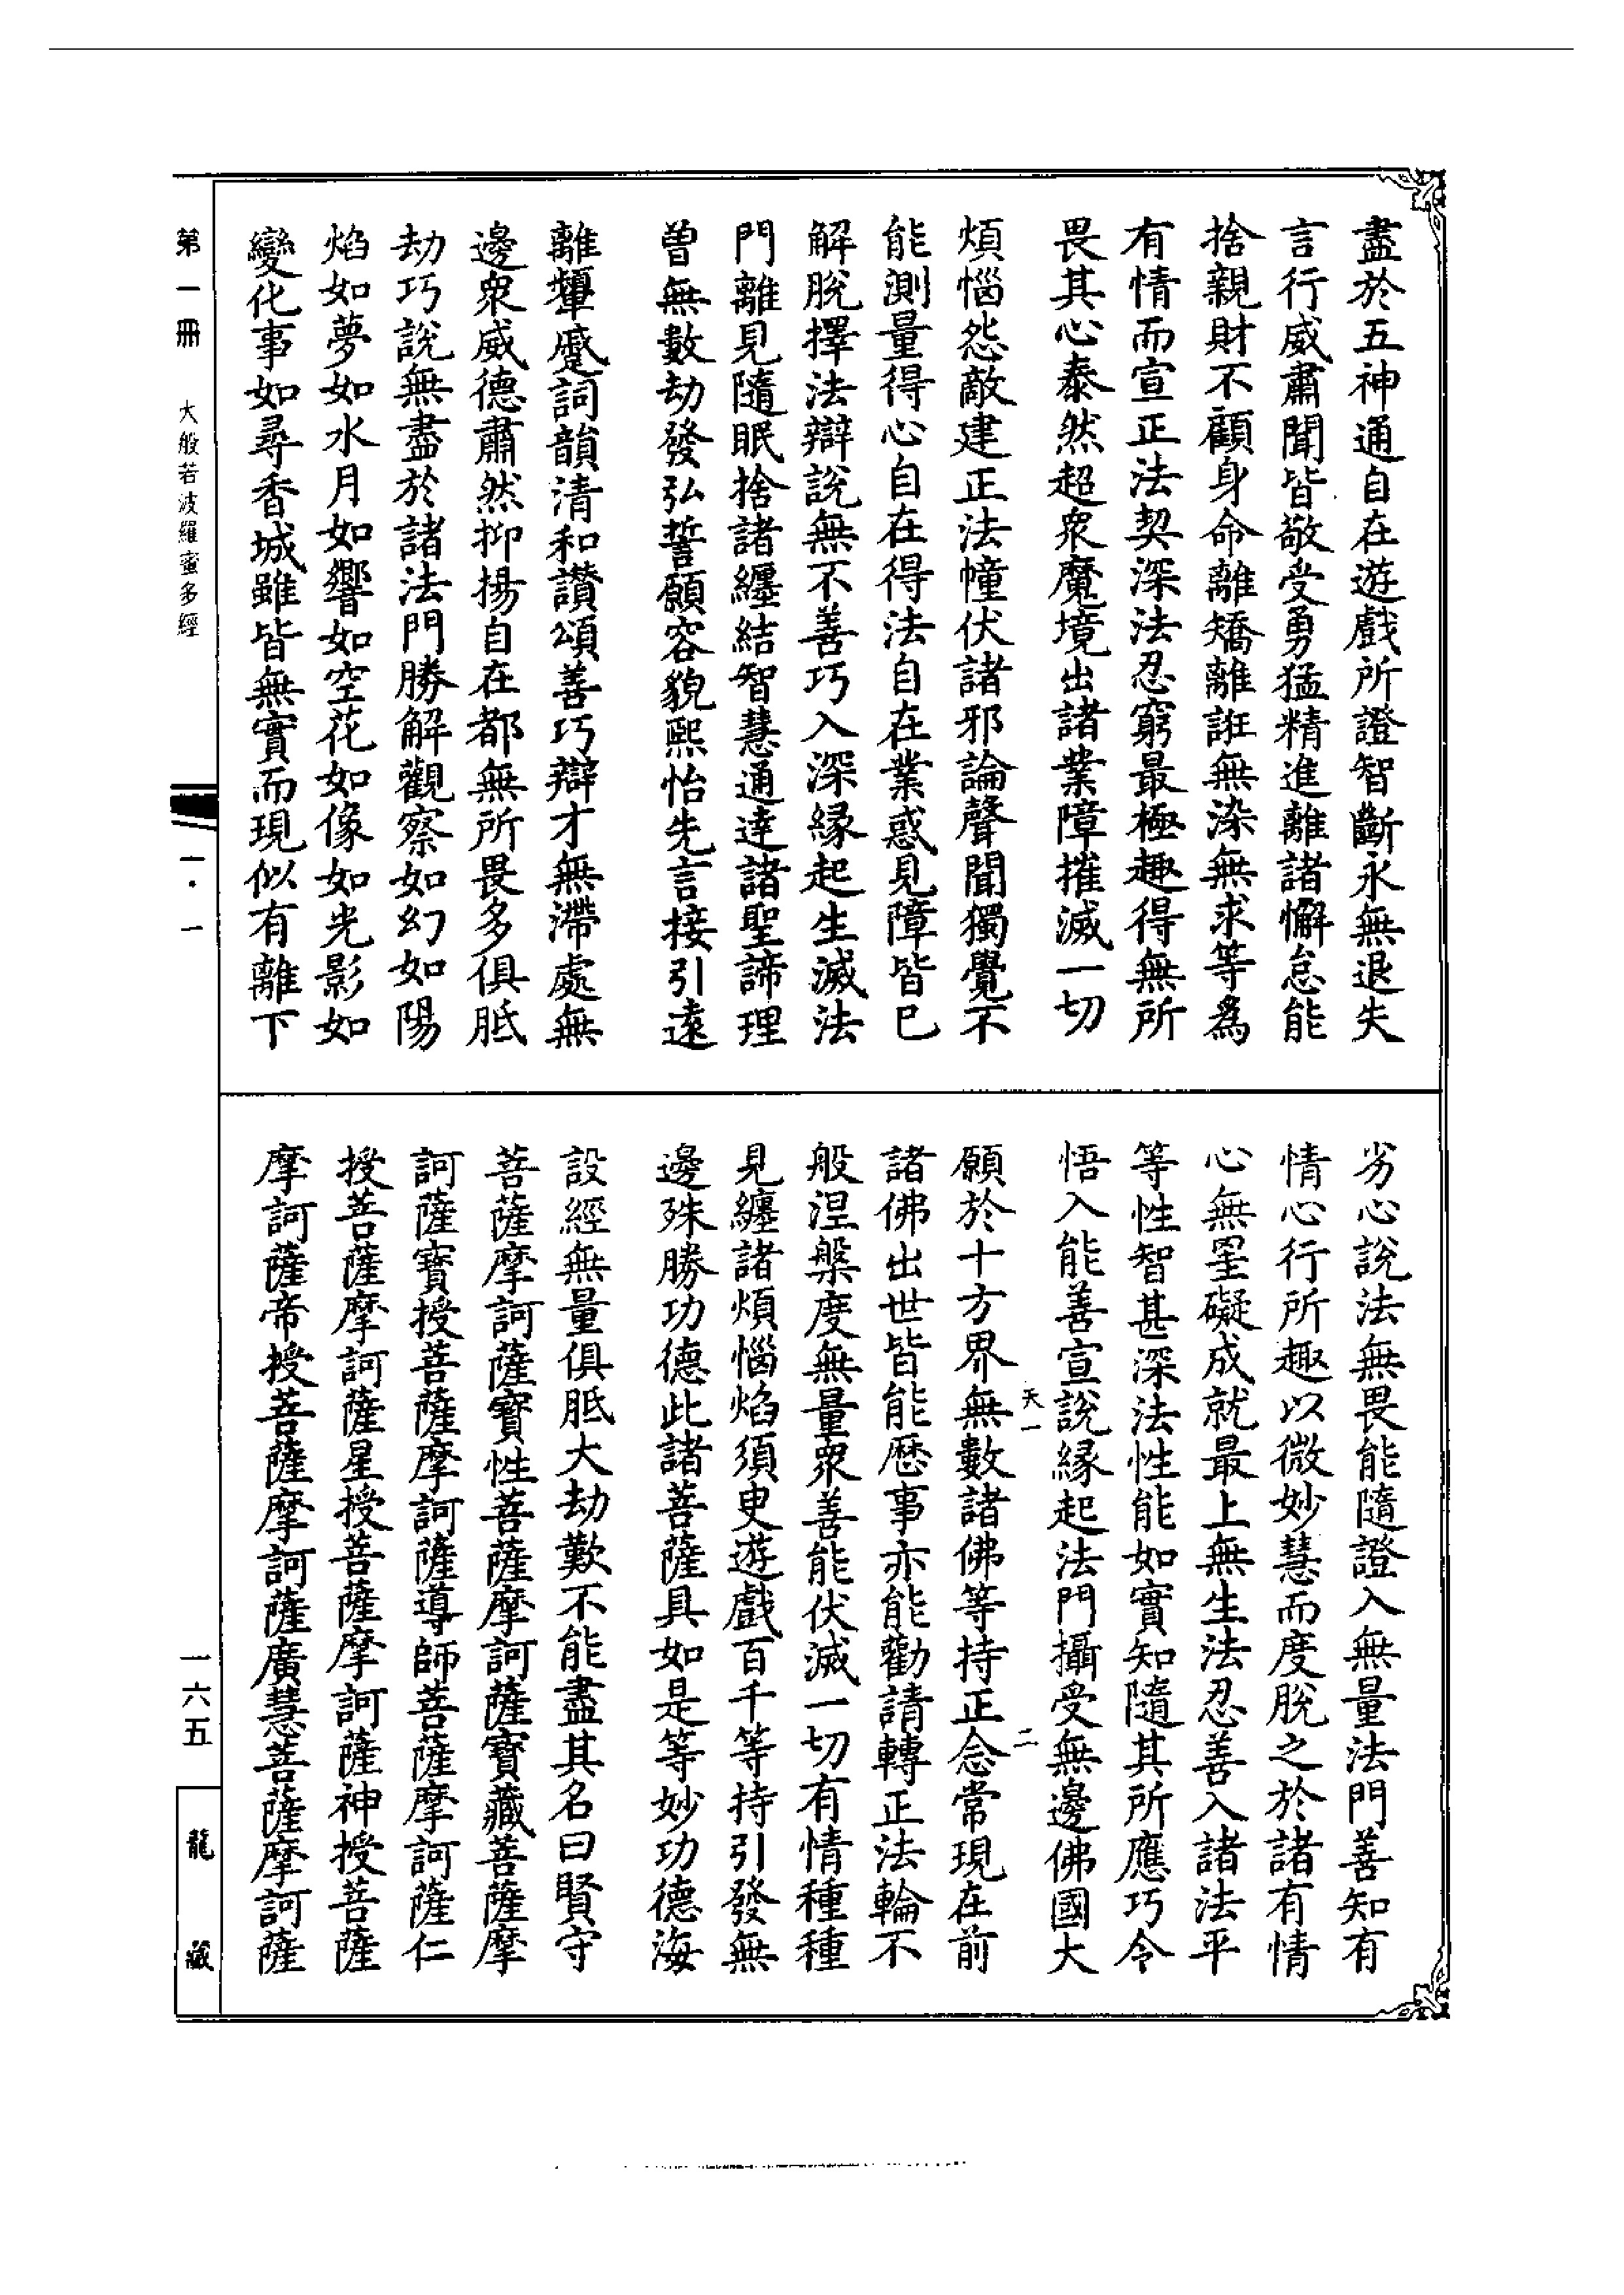 盡於五神通自在遊戲所證智斷永無退失
言行威肅聞皆敬受勇猛精進離諸懈怠能
捨親財不顧身命離矯離誑無染無求等為
有情而宣正法契深法忍窮最極趣得無所
畏其心泰然超眾魔境出諸業障摧滅一切
煩惱怨敵建正法幢伏諸邪論聲聞獨覺不
能測量得心自在得法自在業惑見障皆已
解脫擇法辯說無不善巧入深緣起生滅法
門離見隨眠捨諸纏結智慧通達諸聖諦理
曾無數劫發弘誓願容貌熙怡先言接引遠
離顰蹙詞韻清和讚頌善巧辯才無滯處無
邊眾威德肅然抑揚自在都無所畏多俱胝
劫巧說無盡於諸法門勝解觀察如幻如陽
焰如夢如水月如響如空花如像如光影如
變化事如尋香城雖皆無實而現似有離下
劣心說法無畏能隨證入無量法門善知有
情心行所趣以微妙慧而度脫之於諸有情
心無罣礙成就最上無生法忍善入諸法平
等性智甚深法性能如實知隨其所應巧令
悟入能善宣說緣起法門攝受無邊佛國大
天一 二
願於十方界無數諸佛等持正念常現在前
諸佛出世皆能歷事亦能勸請轉正法輪不
般涅槃度無量眾善能伏滅一切有情種種
見纏諸煩惱焰須臾遊戲百千等持引發無
邊殊勝功德此諸菩薩具如是等妙功德海
設經無量俱胝大劫歎不能盡其名曰賢守
菩薩摩訶薩寶性菩薩摩訶薩寶藏菩薩摩
訶薩寶授菩薩摩訶薩導師菩薩摩訶薩仁
授菩薩摩訶薩星授菩薩摩訶薩神授菩薩
摩訶薩帝授菩薩摩訶薩廣慧菩薩摩訶薩
第一冊 大般若波羅蜜多經 一·一 一六五 龍藏